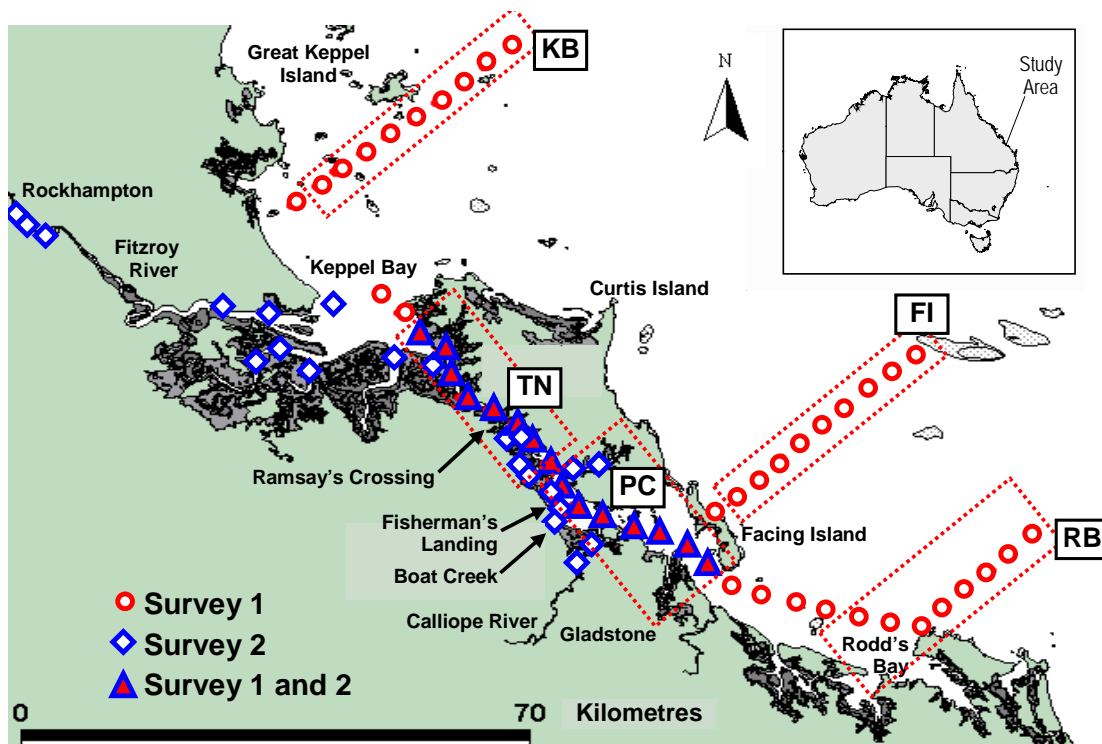 Great Keppel
Island
KB
N
Study
Area
Rockhampton
Fitzroy
River
Keppel Bay
Curtis Island
FI
TN
Ramsay's Crossing
PC
Fisherman's
Landing
Facing Island
RB
Boat Creek
Survey 1
Survey 2
Survey 1 and 2
Calliope River
Gladstone
Rodd's
Bay
0
70
Kilometres